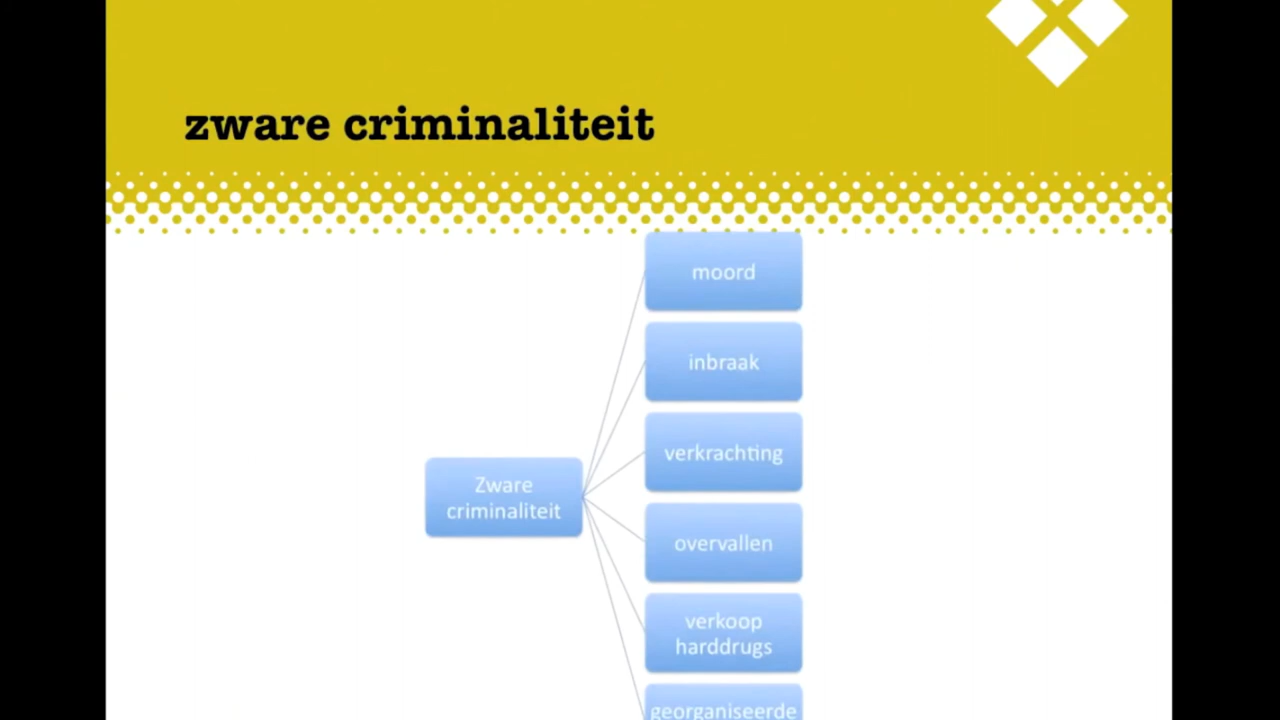 zware criminaliteit
moord
inbraak
verkrachting
Zware
criminaliteit
overvallen
verkoop
harddrugs
georganiseerde